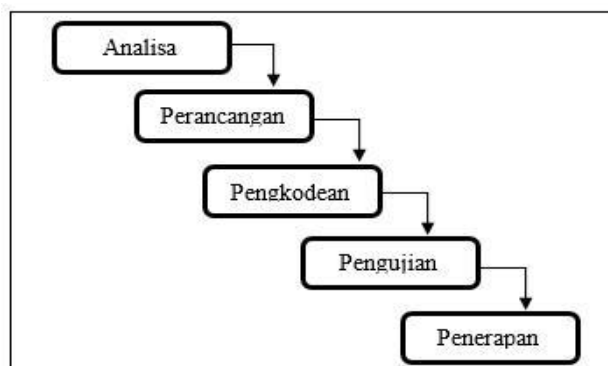 Analisa
Perancangan
Pengkodean
Pengujian
Penerapan